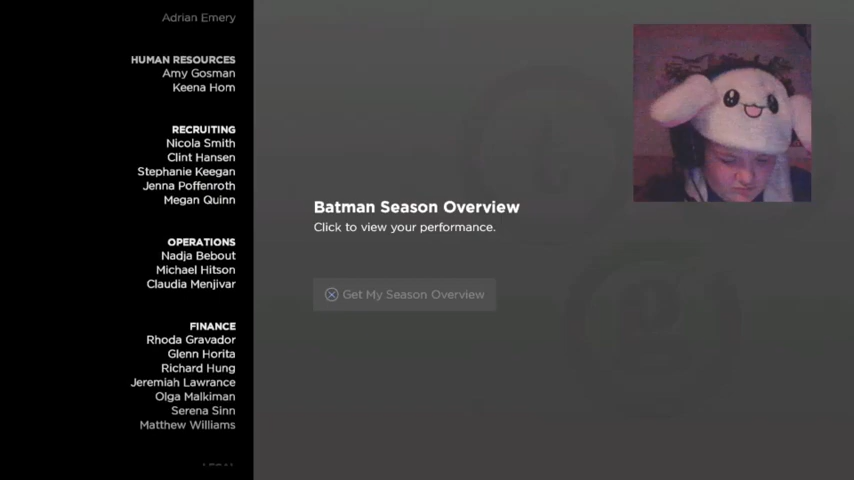 Adrian Emery
HUMAN RESOURCES
Amy Gosman
Keena Hom
RECRUITING
Nicola Smith
Clint Hansen
Stephanie Keegan
Jenna Poffenroth
Megan Quinn
OPERATIONS
Nadja Bebout
Michael Hitson
Claudia Menjivar
FINANCE
Rhoda Gravador
Glenn Horita
Richard Hung
Jeremiah Lawrance
Olga Malkiman
Serena Sinn
Matthew Williams
Batman Season Overview
Click to view your performance.
Get My Season Overview